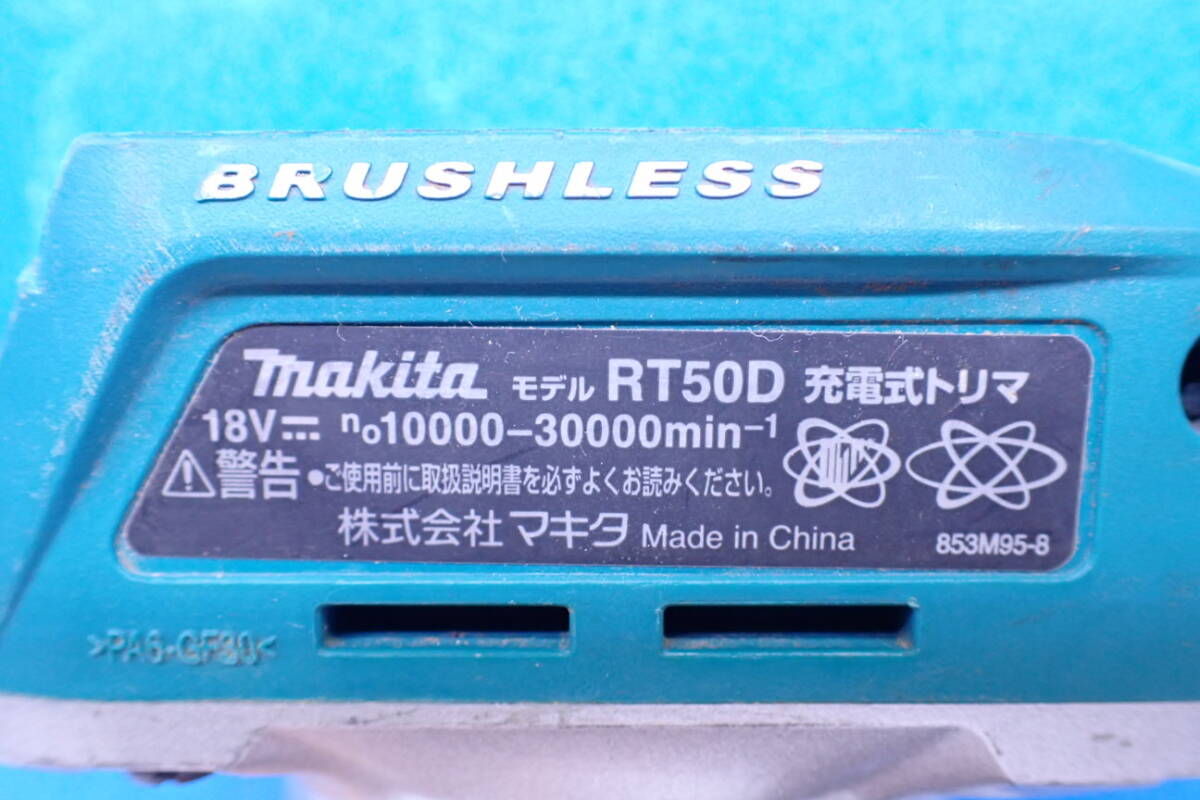 BRUSHLESS
makita モデル RT50D 充電式トリマ
18V⎓ n₀10000−30000min⁻¹
⚠警告 •ご使用前に取扱説明書を必ずよくお読みください。
株式会社 マキタ Made in China 853M95-8
>PA6-GF30<